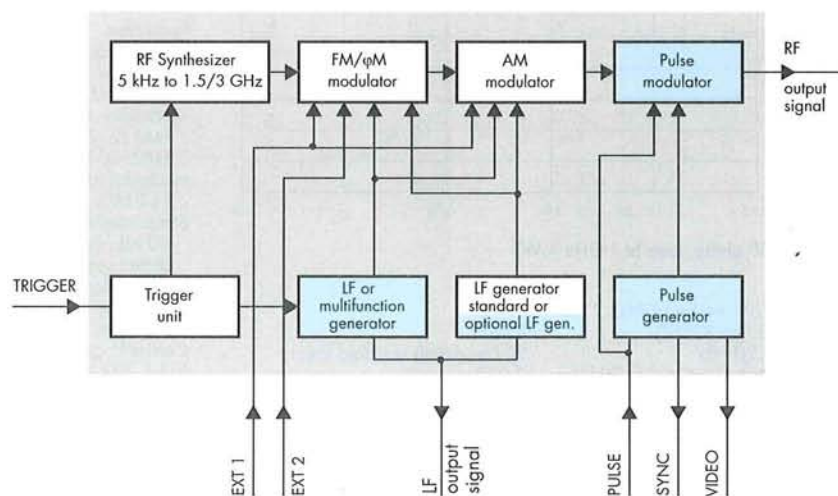 RF Synthesizer
5 kHz to 1.5/3 GHz
FM/φM
modulator
AM
modulator
Pulse
modulator
RF
output
signal
TRIGGER
Trigger
unit
LF or
multifunction
generator
LF generator
standard or
optional LF gen.
Pulse
generator
EXT 1
EXT 2
LF
output
signal
PULSE
SYNC
VIDEO